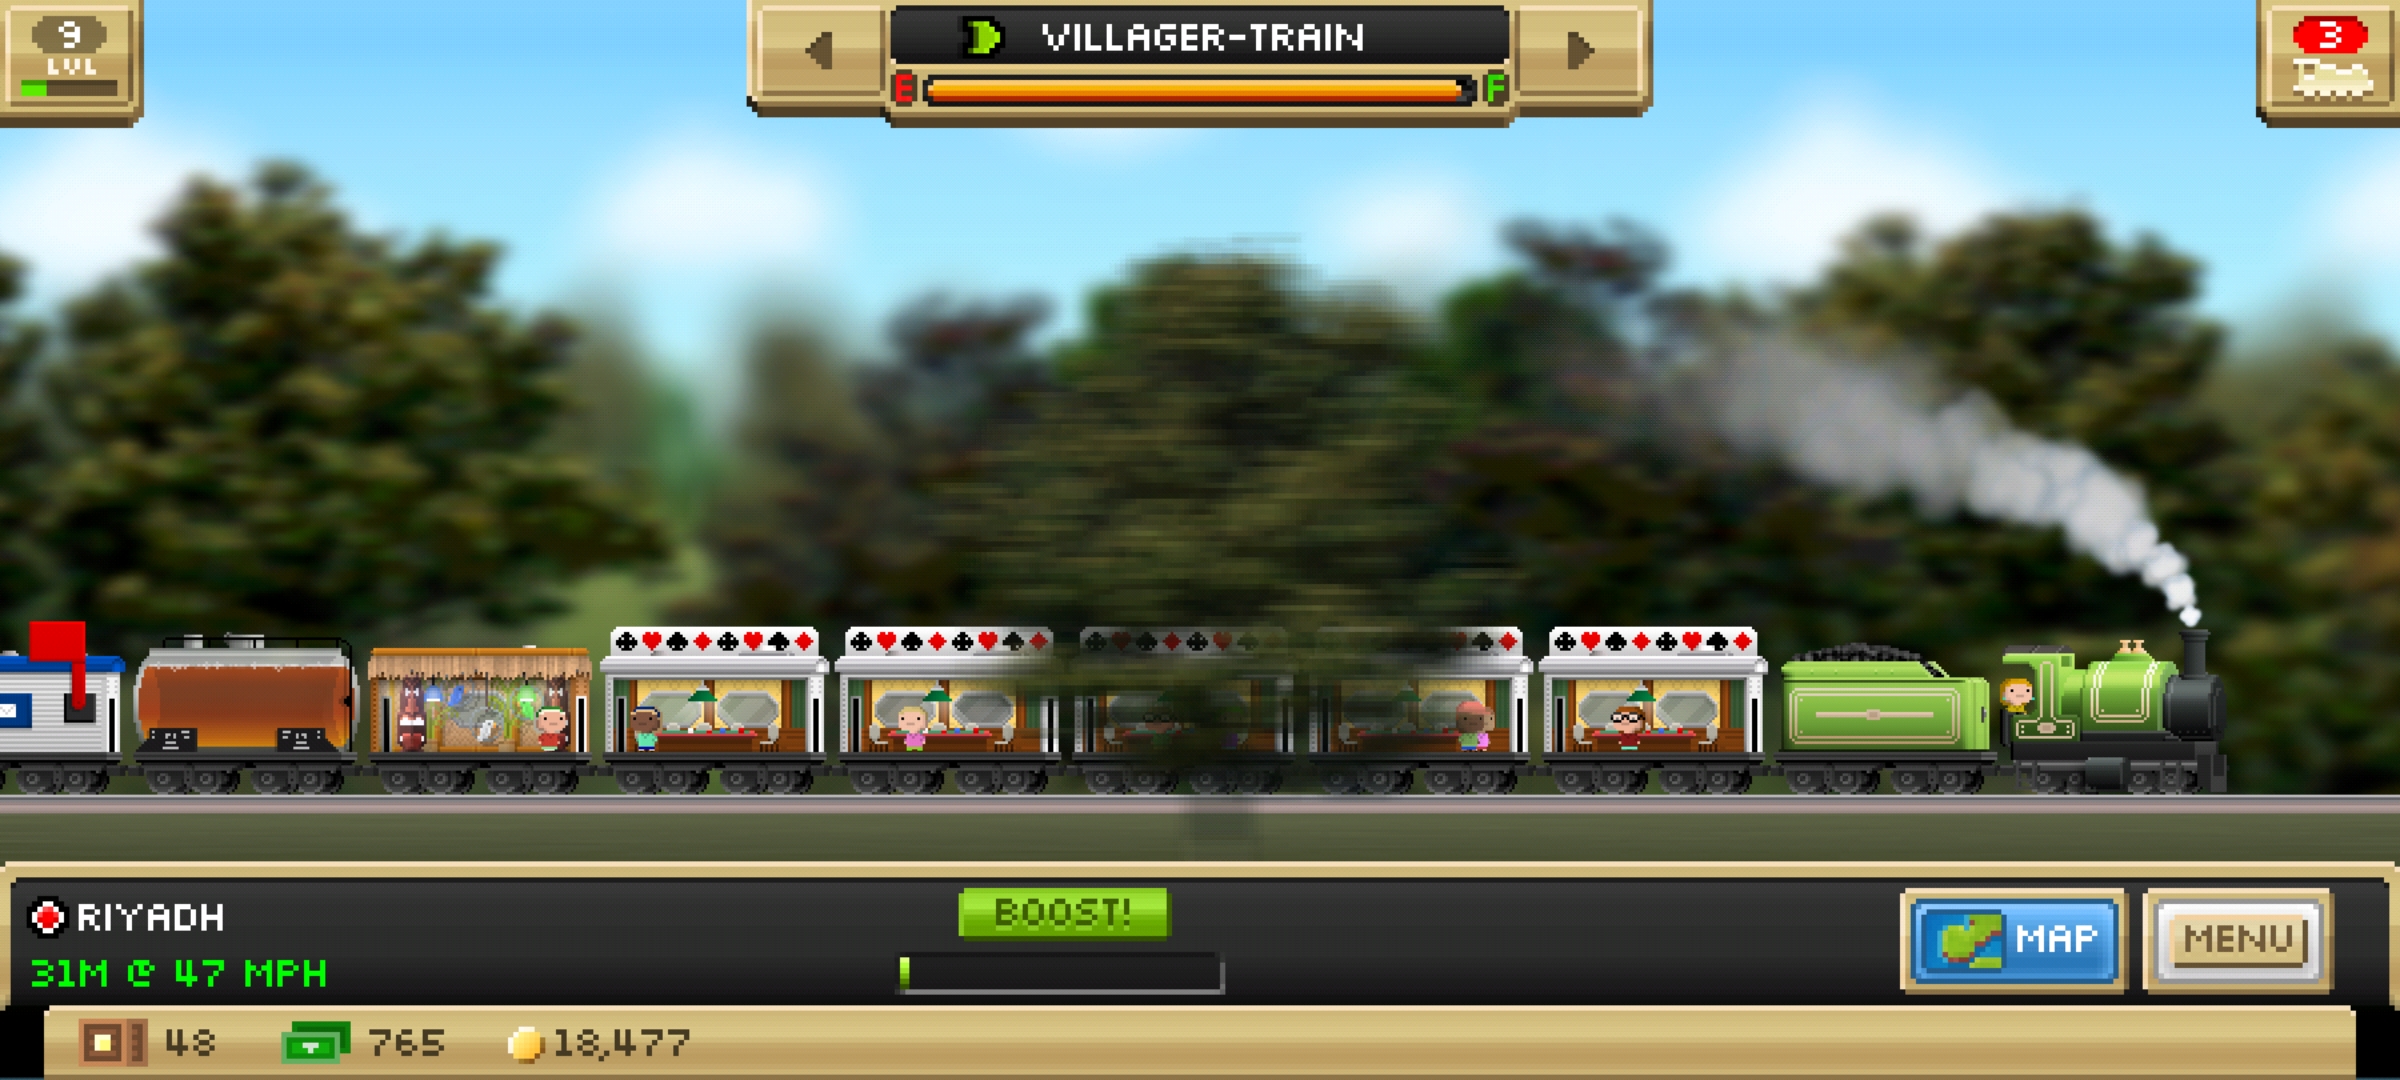 9
LVL
VILLAGER-TRAIN
E F
3
RIYADH
31M @ 47 MPH
BOOST!
MAP
MENU
48
765
18,477